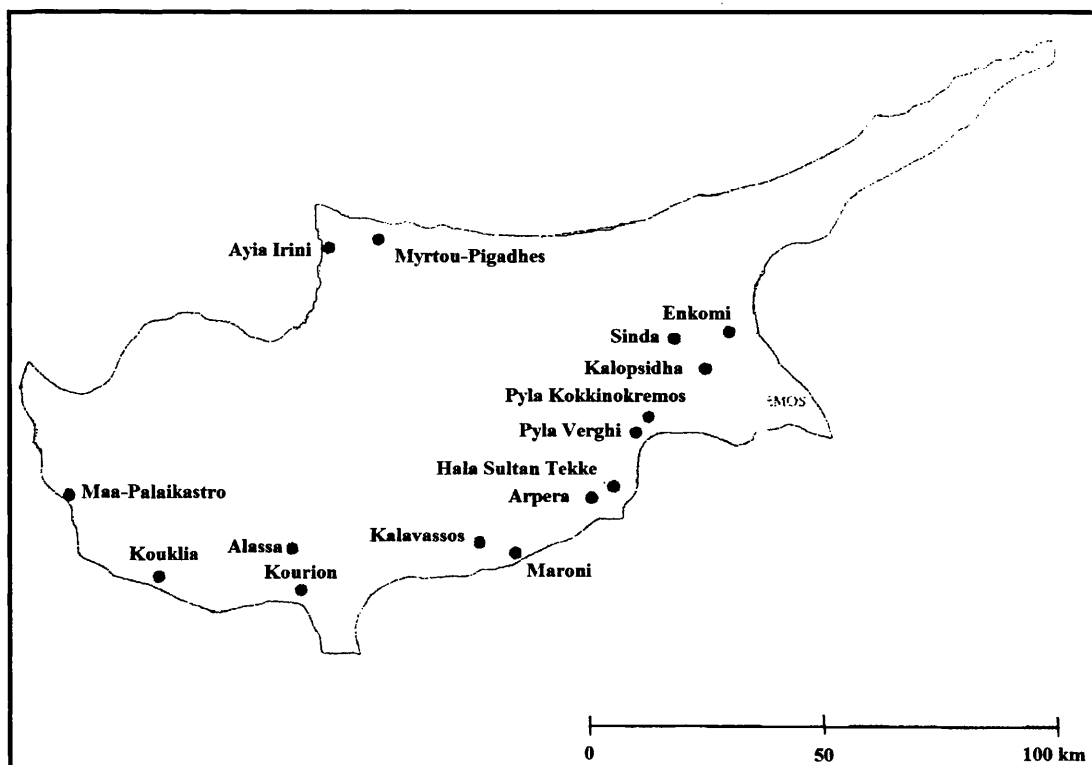 Ayia Irini
Myrtou-Pigadhes
Enkomi
Sinda
Kalopsidha
Pyla Kokkinokremos
Pyla Verghi
Hala Sultan Tekke
Arpera
Maa-Palaikastro
Kalavassos
Alassa
Kouklia
Kourion
Maroni
0 50 100 km